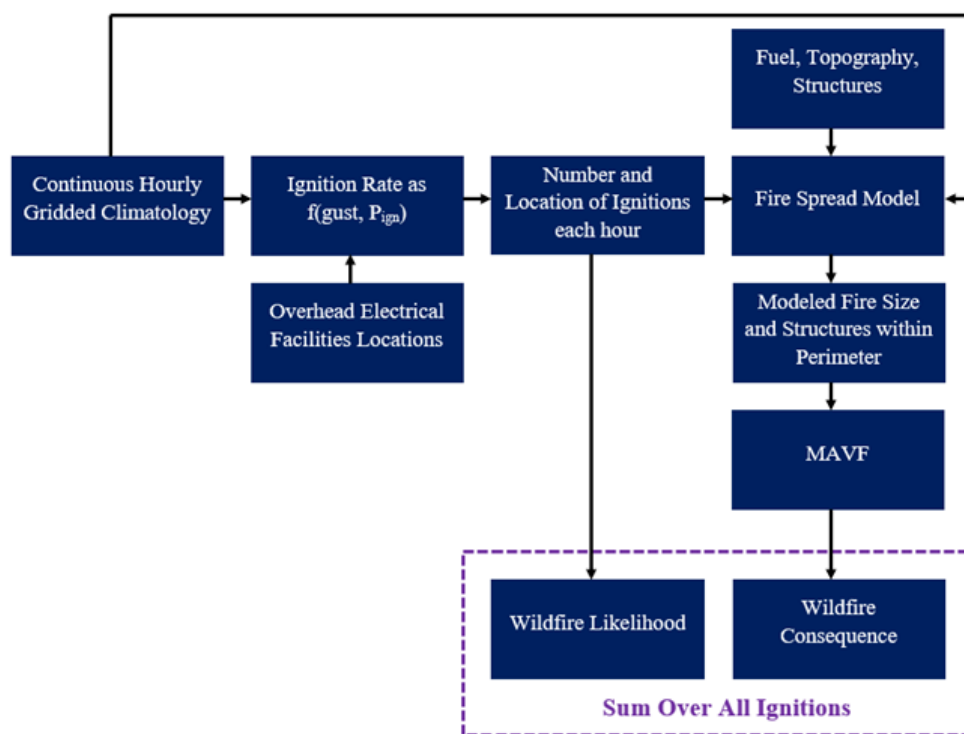 Fuel, Topography,
Structures
Continuous Hourly
Gridded Climatology
Ignition Rate as
f(gust, Pign)
Number and
Location of Ignitions
each hour
Fire Spread Model
Overhead Electrical
Facilities Locations
Modeled Fire Size
and Structures within
Perimeter
MAVF
Wildfire Likelihood
Wildfire
Consequence
Sum Over All Ignitions